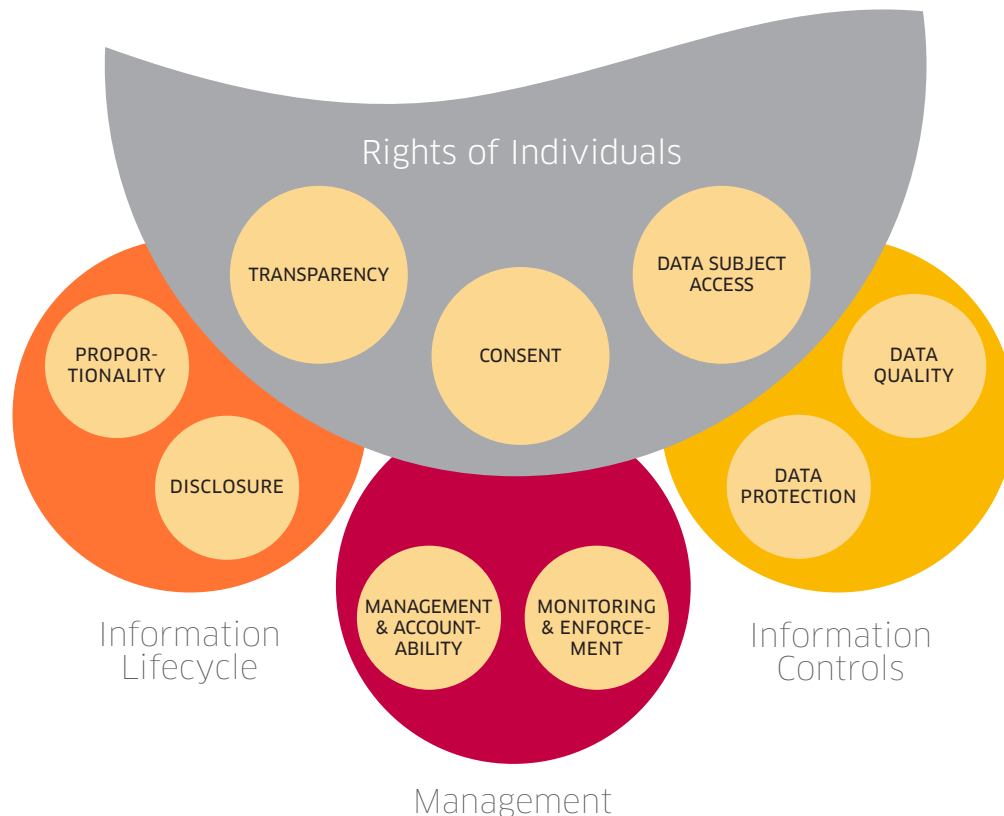 Rights of Individuals
TRANSPARENCY
CONSENT
DATA SUBJECT
ACCESS
PROPOR-
TIONALITY
DISCLOSURE
Information
Lifecycle
MANAGEMENT
& ACCOUNT-
ABILITY
MONITORING
& ENFORCE-
MENT
Management
DATA
QUALITY
DATA
PROTECTION
Information
Controls